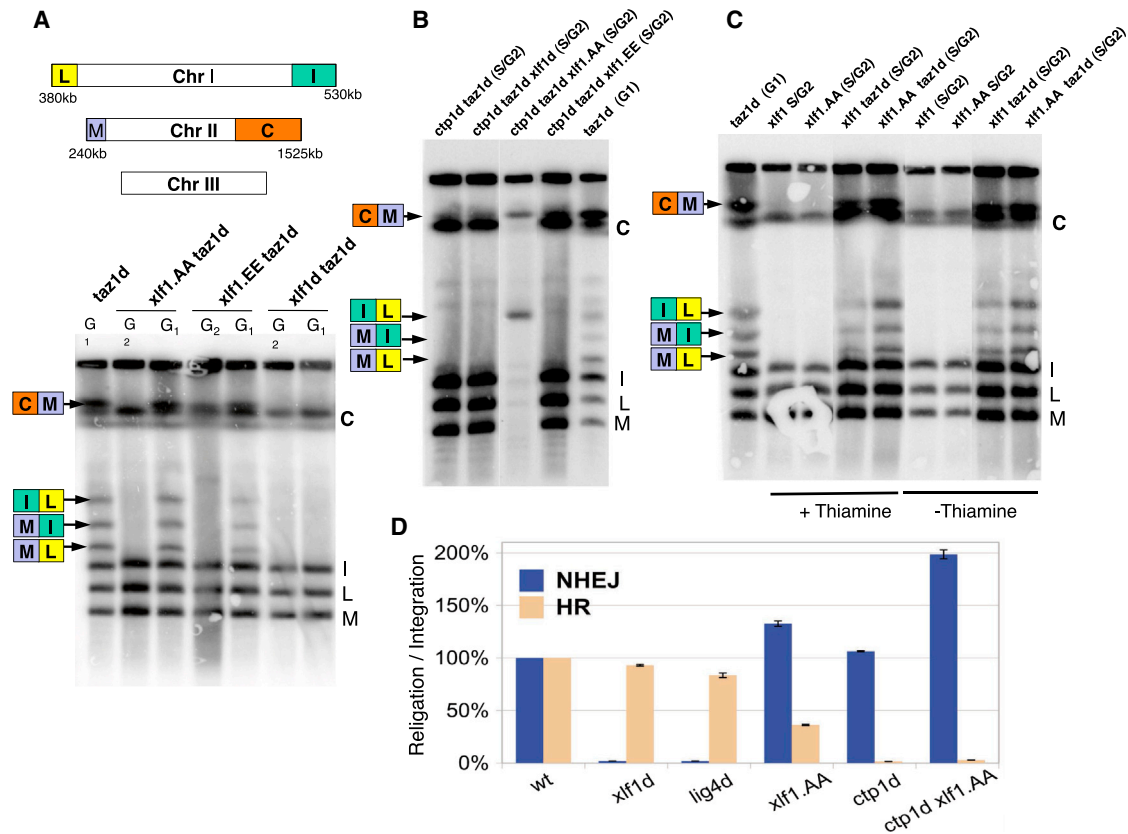 A
L Chr I I
380kb 530kb
M Chr II C
240kb 1525kb
Chr III
taz1d
xlf1.AA taz1d
xlf1.EE taz1d
xlf1d taz1d
G G G1 G2 G1 G G1
1 2 2
C M
C
I L
M I
M L
I
L
M
B
ctp1d taz1d (S/G2)
ctp1d taz1d xlf1d (S/G2)
ctp1d taz1d xlf1.AA (S/G2)
ctp1d taz1d xlf1.EE (S/G2)
taz1d (G1)
C M
C
I L
M I
M L
I
L
M
C
taz1d (G1)
xlf1 S/G2
xlf1.AA (S/G2)
xlf1 taz1d (S/G2)
xlf1.AA taz1d (S/G2)
xlf1 (S/G2)
xlf1.AA S/G2
xlf1 taz1d (S/G2)
xlf1.AA taz1d (S/G2)
C M
C
I L
M I
M L
I
L
M
+ Thiamine -Thiamine
D
Religation / Integration
200%
150%
100%
50%
0%
NHEJ
HR
wt xlf1d lig4d xlf1.AA ctp1d ctp1d xlf1.AA